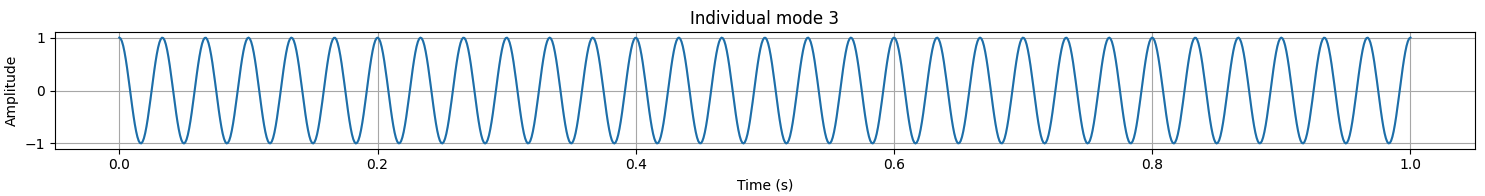 Individual mode 3
Amplitude
1
0
−1
0.0 0.2 0.4 0.6 0.8 1.0
Time (s)